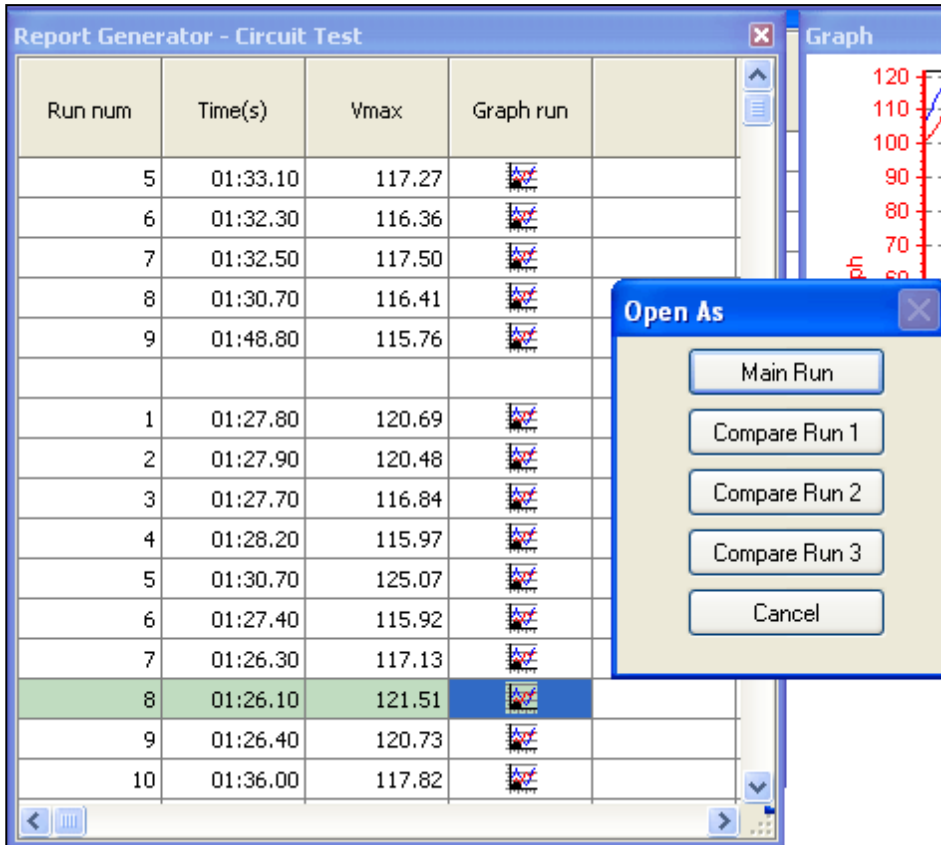 Report Generator - Circuit Test
Run num Time(s) Vmax Graph run
5 01:33.10 117.27
6 01:32.30 116.36
7 01:32.50 117.50
8 01:30.70 116.41
9 01:48.80 115.76
1 01:27.80 120.69
2 01:27.90 120.48
3 01:27.70 116.84
4 01:28.20 115.97
5 01:30.70 125.07
6 01:27.40 115.92
7 01:26.30 117.13
8 01:26.10 121.51
9 01:26.40 120.73
10 01:36.00 117.82
Graph
120
110
100
90
80
70
60
Open As
Main Run
Compare Run 1
Compare Run 2
Compare Run 3
Cancel